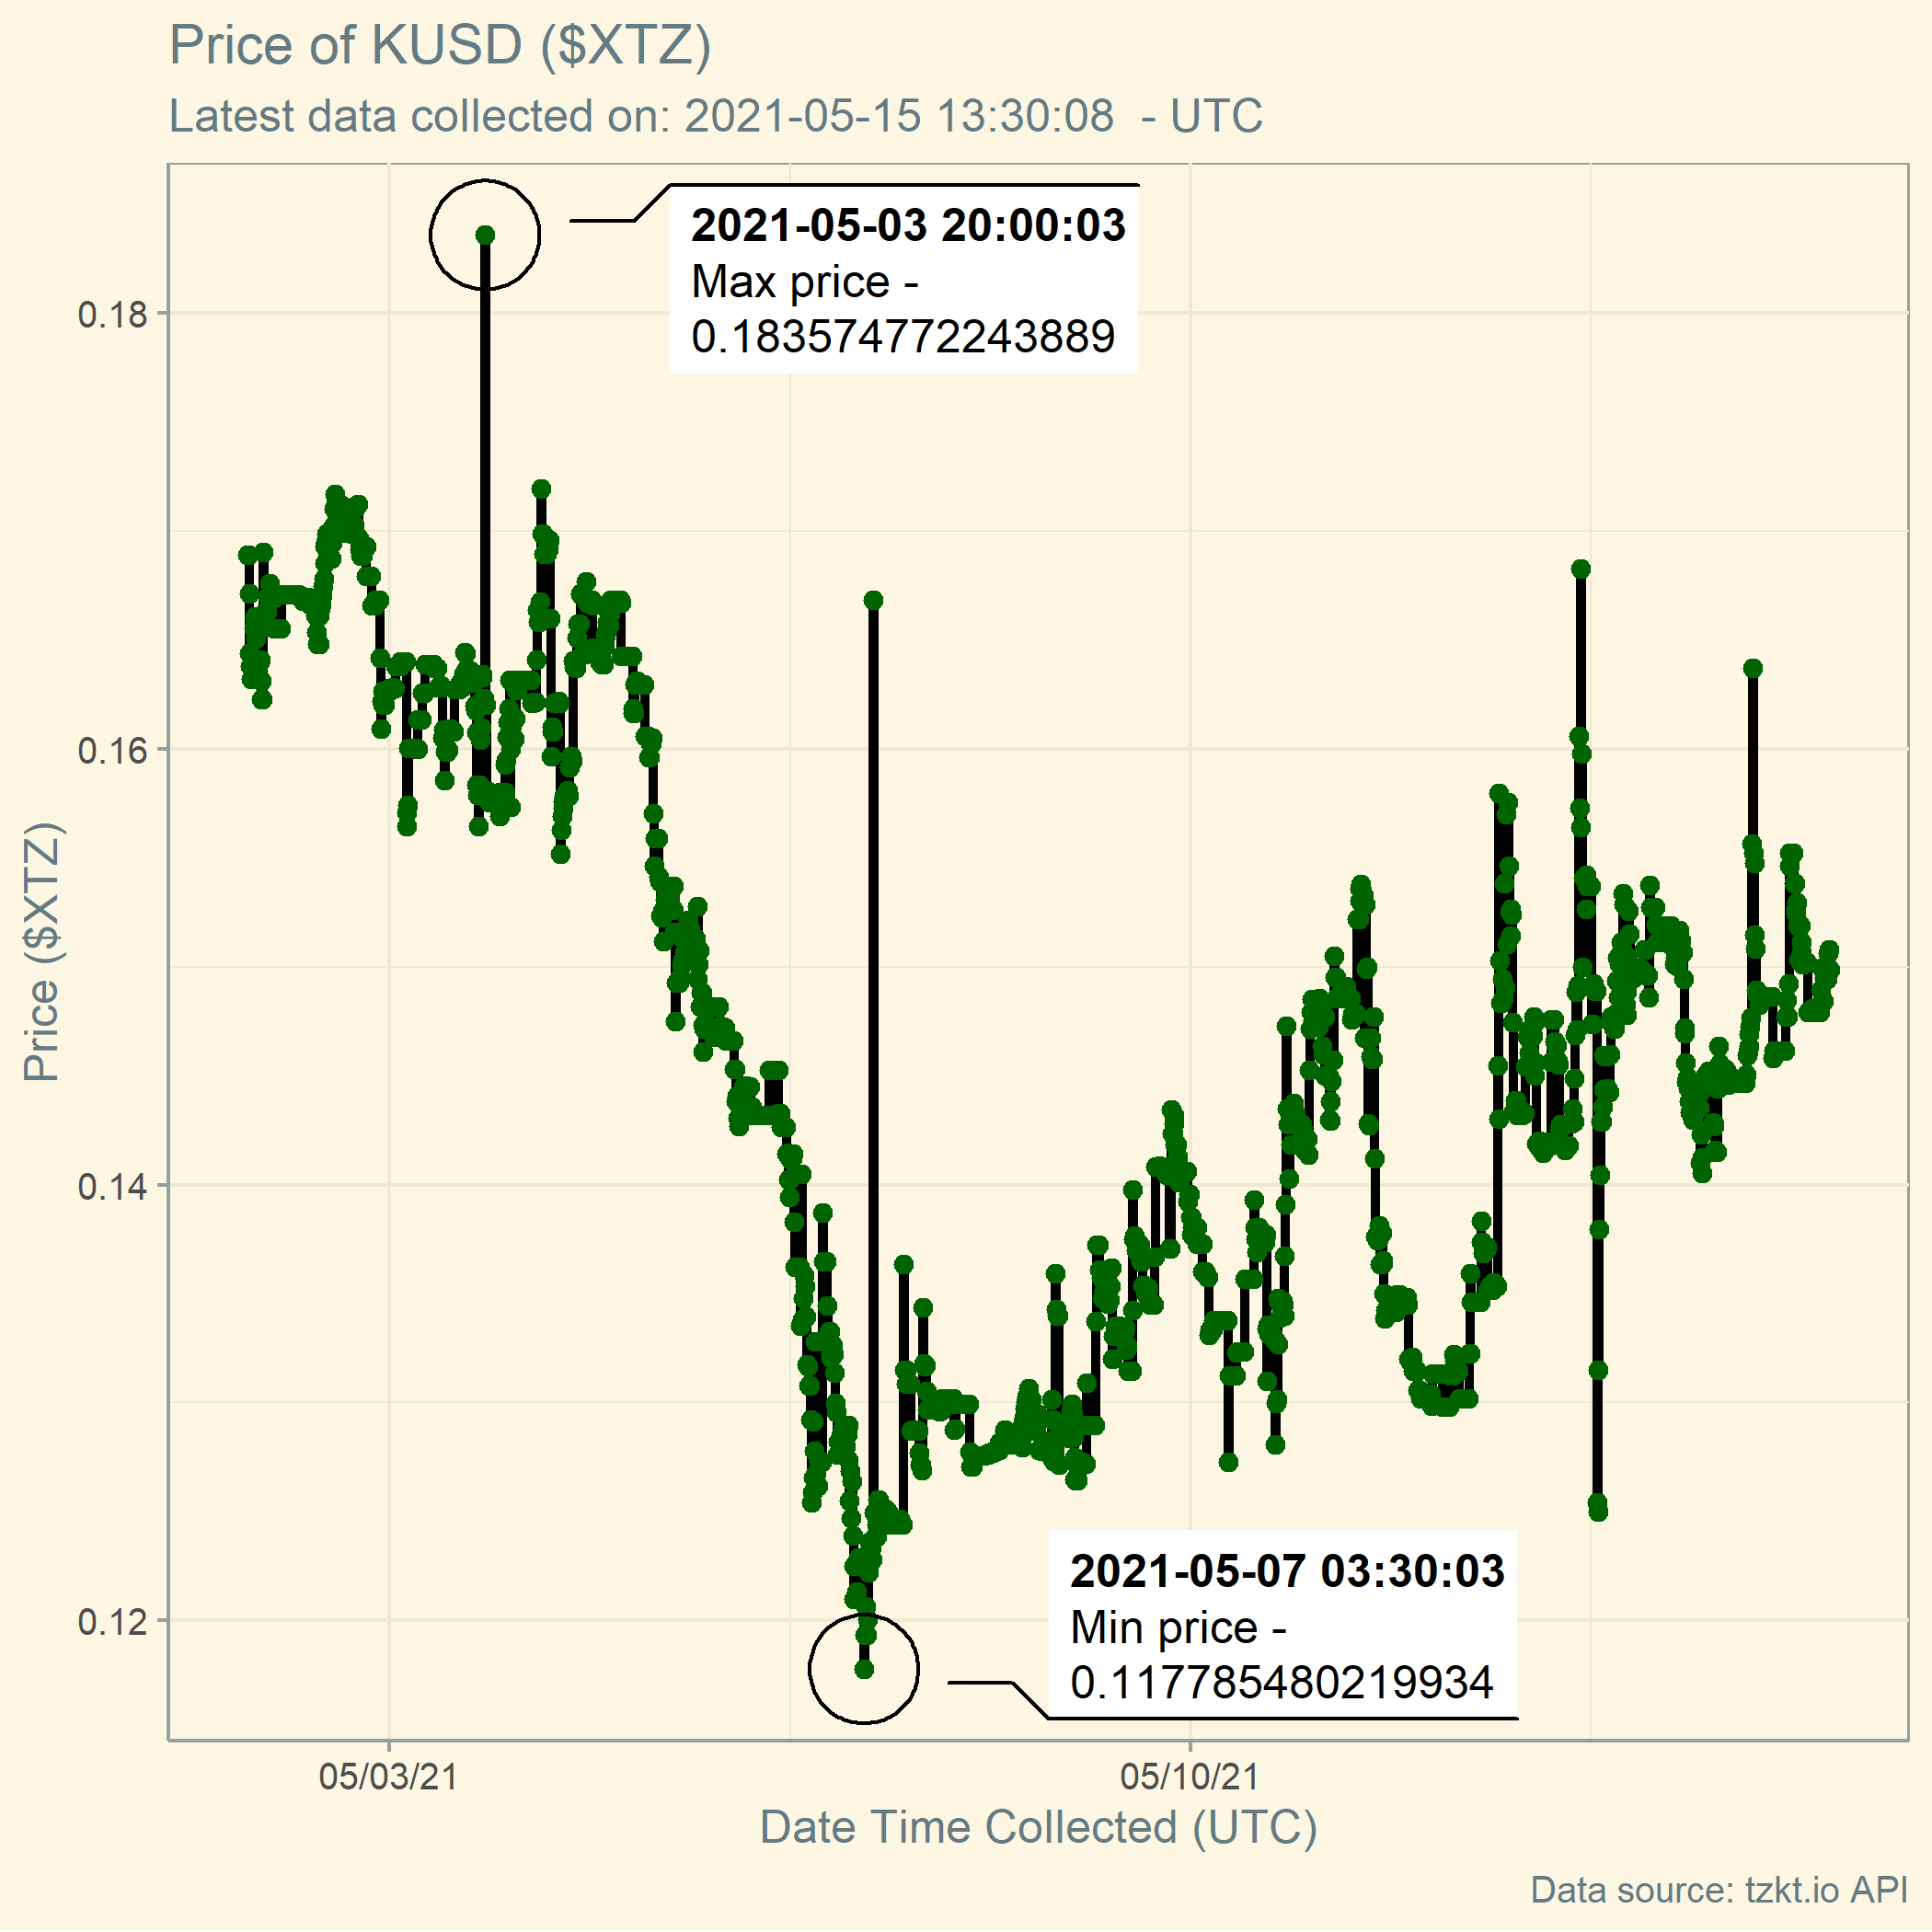 Price of KUSD ($XTZ)
Latest data collected on: 2021-05-15 13:30:08  - UTC
2021-05-03 20:00:03
Max price -
0.183574772243889
0.18
0.16
0.14
0.12
Price ($XTZ)
2021-05-07 03:30:03
Min price -
0.117785480219934
05/03/21
05/10/21
Date Time Collected (UTC)
Data source: tzkt.io API